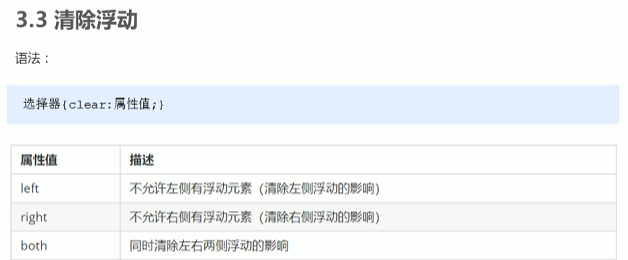 3.3 清除浮动
语法：
选择器{clear:属性值;}
属性值 描述
left 不允许左侧有浮动元素（清除左侧浮动的影响）
right 不允许右侧有浮动元素（清除右侧浮动的影响）
both 同时清除左右两侧浮动的影响